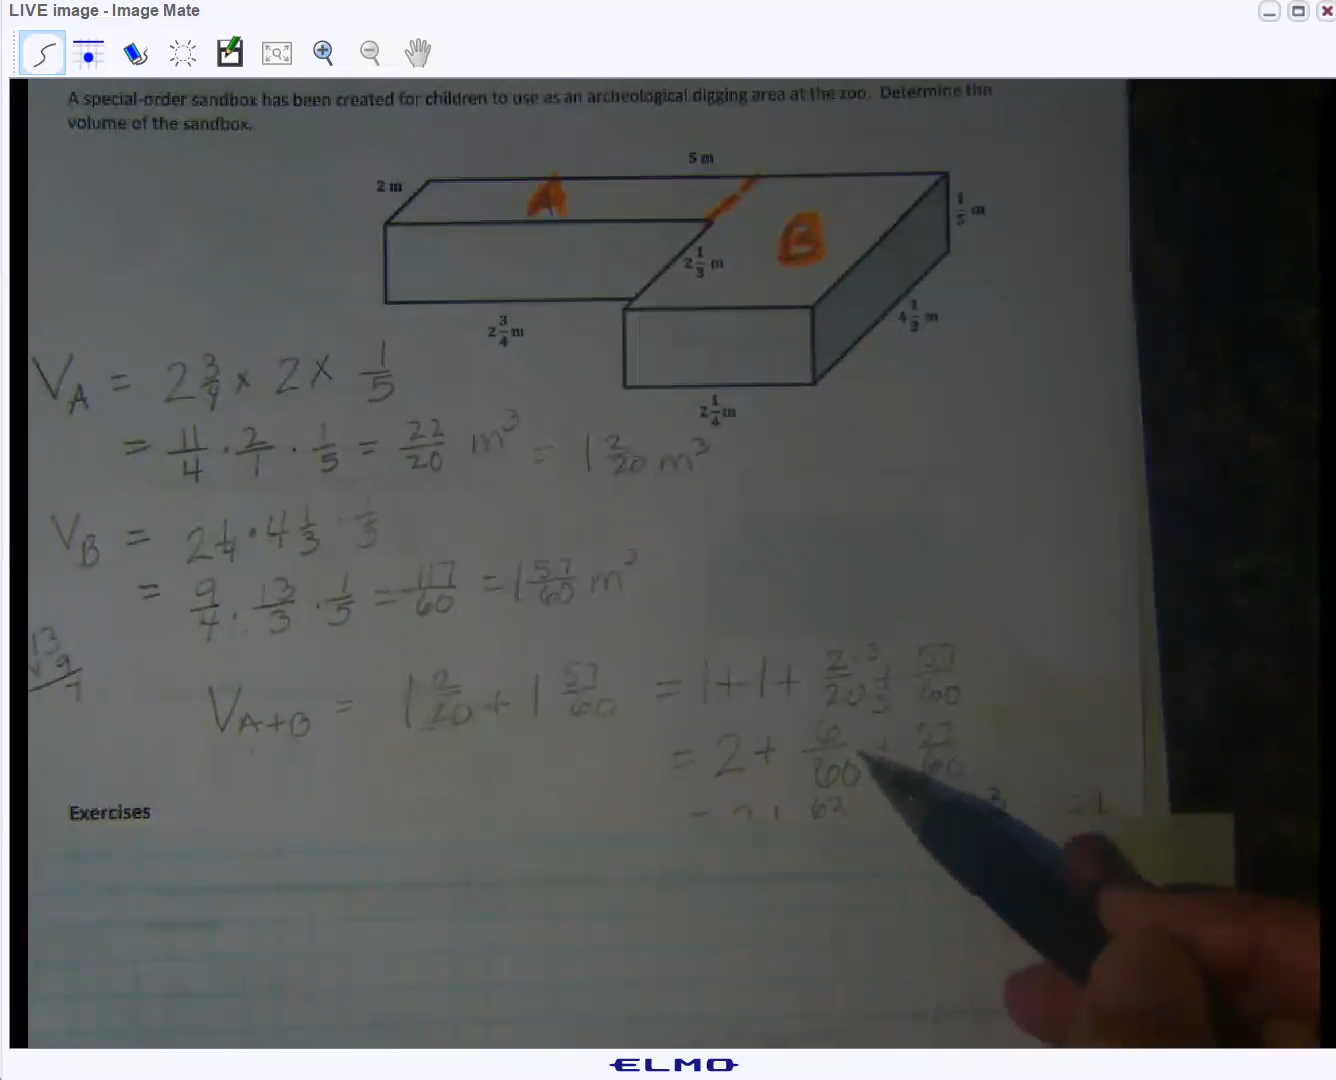 LIVE image - Image Mate
A special-order sandbox has been created for children to use as an archeological digging area at the zoo. Determine the
volume of the sandbox.
5 m
2 m
A
B
1/5 m
2 1/3 m
4 1/3 m
2 3/4 m
2 1/4 m
V_A = 2 3/4 × 2 × 1/5
= 11/4 · 2/1 · 1/5 = 22/20 m³ = 1 2/20 m³
V_B = 2 1/4 · 4 1/3 ·
= 9/4 · 13/3 · 1/5 = 117/60 = 1 57/60 m³
13
9
7
V_A+B = 1 2/20 + 1 57/60 = 1 + 1 + 2·3/20·3 + 57/60
= 2 + 6/60 + 57/60
Exercises
ELMO